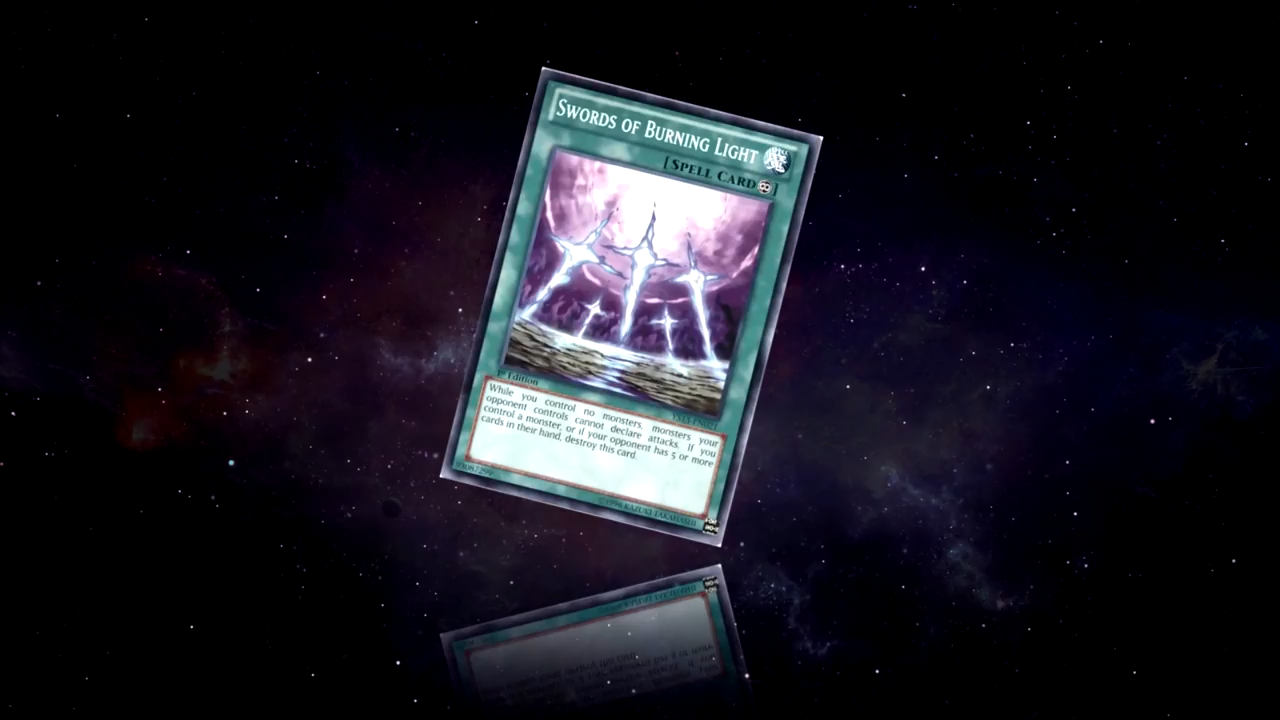 SWORDS OF BURNING LIGHT
[SPELL CARD ]
1st Edition
While you control no monsters, monsters your
opponent controls cannot declare attacks. If you
control a monster, or if your opponent has 5 or more
cards in their hand, destroy this card.
©1996 KAZUKI TAKAHASHI